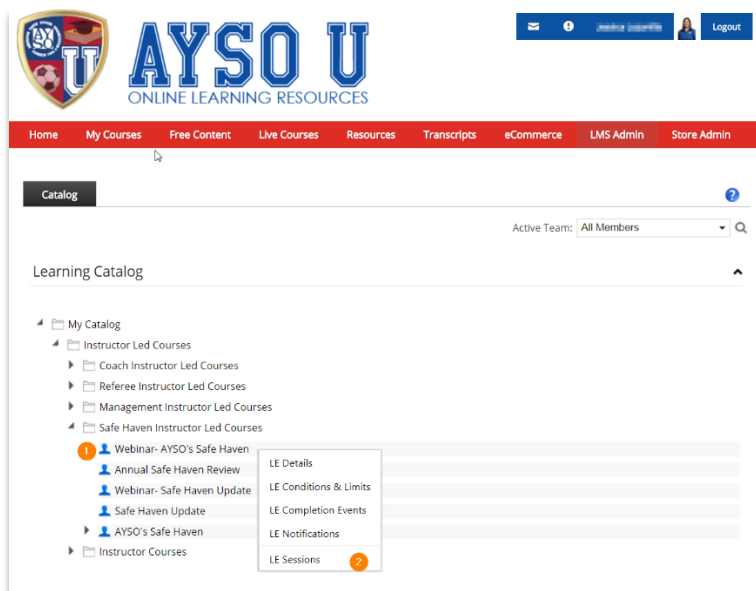 AYSO
U
AYSO U
ONLINE LEARNING RESOURCES
Logout
Home My Courses Free Content Live Courses Resources Transcripts eCommerce LMS Admin Store Admin
Catalog
?
Active Team: All Members
Learning Catalog
My Catalog
Instructor Led Courses
Coach Instructor Led Courses
Referee Instructor Led Courses
Management Instructor Led Courses
Safe Haven Instructor Led Courses
1 Webinar- AYSO's Safe Haven
Annual Safe Haven Review
Webinar- Safe Haven Update
Safe Haven Update
AYSO's Safe Haven
Instructor Courses
LE Details
LE Conditions & Limits
LE Completion Events
LE Notifications
LE Sessions 2